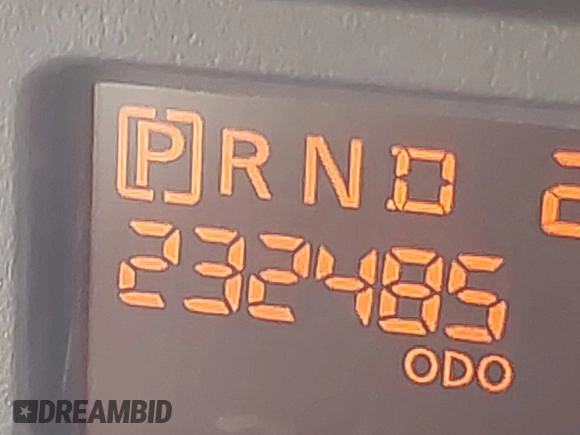 [P] R N D
232485
ODO
DREAMBID